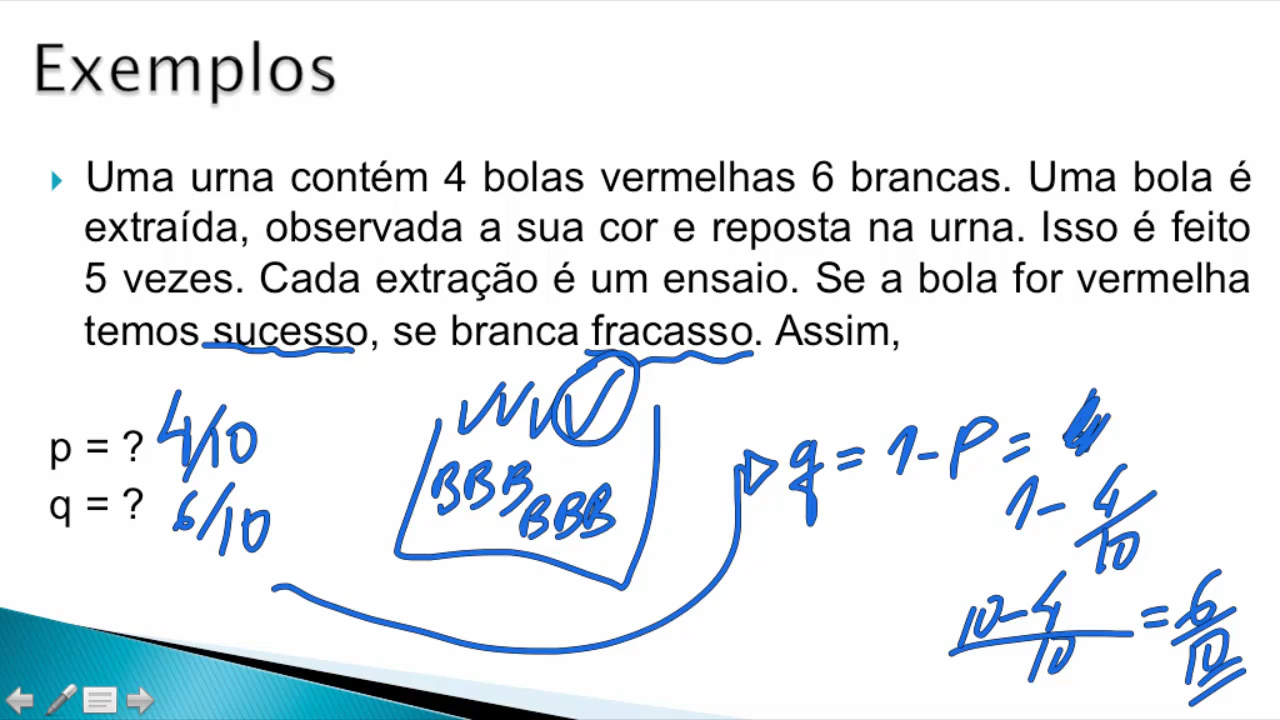 Exemplos
Uma urna contém 4 bolas vermelhas 6 brancas. Uma bola é
extraída, observada a sua cor e reposta na urna. Isso é feito
5 vezes. Cada extração é um ensaio. Se a bola for vermelha
temos sucesso, se branca fracasso. Assim,
p = ? 4/10
q = ? 6/10
VVVV
BBB
BBB
q = 1 - P =
1 - 4/10
10 - 4/10 = 6/10